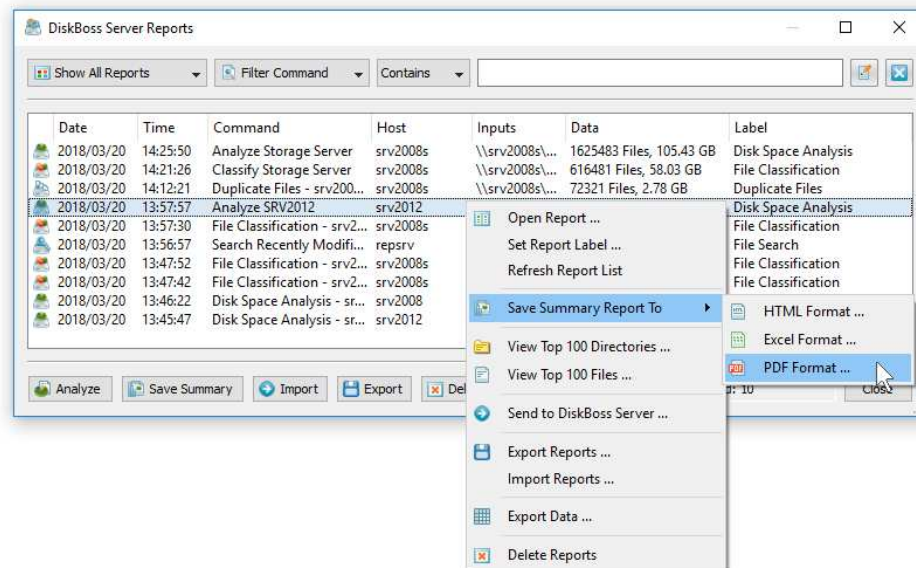 DiskBoss Server Reports
Show All Reports Filter Command Contains
Date Time Command Host Inputs Data Label
2018/03/20 14:25:50 Analyze Storage Server srv2008s \\srv2008s\... 1625483 Files, 105.43 GB Disk Space Analysis
2018/03/20 14:21:26 Classify Storage Server srv2008s \\srv2008s\... 616481 Files, 58.03 GB File Classification
2018/03/20 14:12:21 Duplicate Files - srv200... srv2008s \\srv2008s\... 72321 Files, 2.78 GB Duplicate Files
2018/03/20 13:57:57 Analyze SRV2012 srv2012 Disk Space Analysis
2018/03/20 13:57:30 File Classification - srv2... srv2008s File Classification
2018/03/20 13:56:57 Search Recently Modifi... repsrv File Search
2018/03/20 13:47:52 File Classification - srv2... srv2008s File Classification
2018/03/20 13:47:42 File Classification - srv2... srv2008s File Classification
2018/03/20 13:46:22 Disk Space Analysis - sr... srv2008
2018/03/20 13:45:47 Disk Space Analysis - sr... srv2012
Analyze Save Summary Import Export Del d: 10 Close
Open Report ...
Set Report Label ...
Refresh Report List
Save Summary Report To
View Top 100 Directories ...
View Top 100 Files ...
Send to DiskBoss Server ...
Export Reports ...
Import Reports ...
Export Data ...
Delete Reports
HTML Format ...
Excel Format ...
PDF PDF Format ...